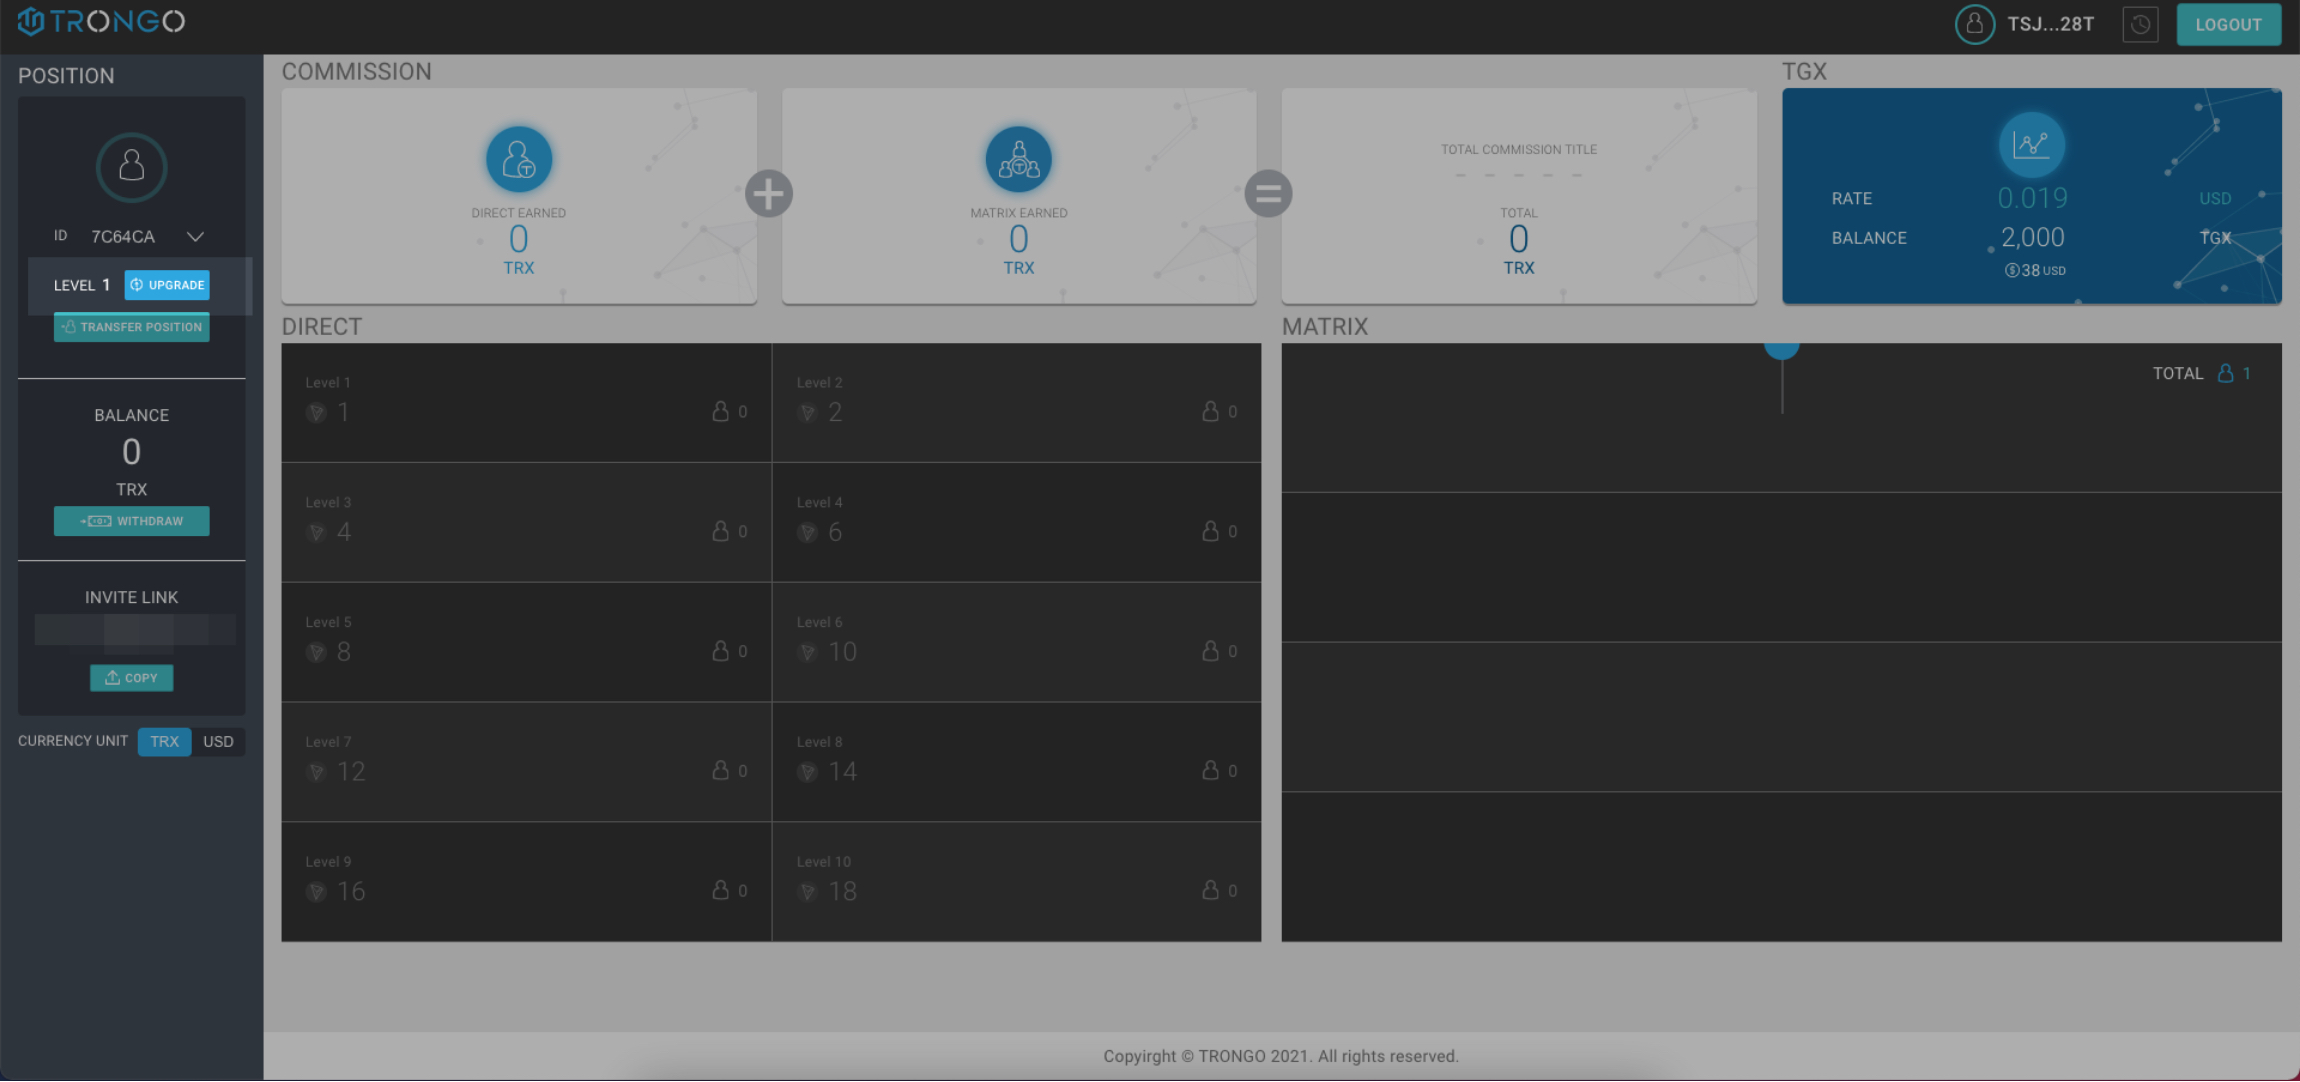 TRONGO
TSJ...28T
LOGOUT
POSITION
ID 7C64CA
LEVEL 1 UPGRADE
TRANSFER POSITION
BALANCE
0
TRX
WITHDRAW
INVITE LINK
COPY
CURRENCY UNIT TRX USD
COMMISSION
DIRECT EARNED
0
TRX
MATRIX EARNED
0
TRX
TOTAL COMMISSION TITLE
- - - - -
TOTAL
0
TRX
TGX
RATE 0.019 USD
BALANCE 2,000 TGX
38 USD
DIRECT
Level 1
1 0
Level 2
2 0
Level 3
4 0
Level 4
6 0
Level 5
8 0
Level 6
10 0
Level 7
12 0
Level 8
14 0
Level 9
16 0
Level 10
18 0
MATRIX
TOTAL 1
Copyirght © TRONGO 2021. All rights reserved.